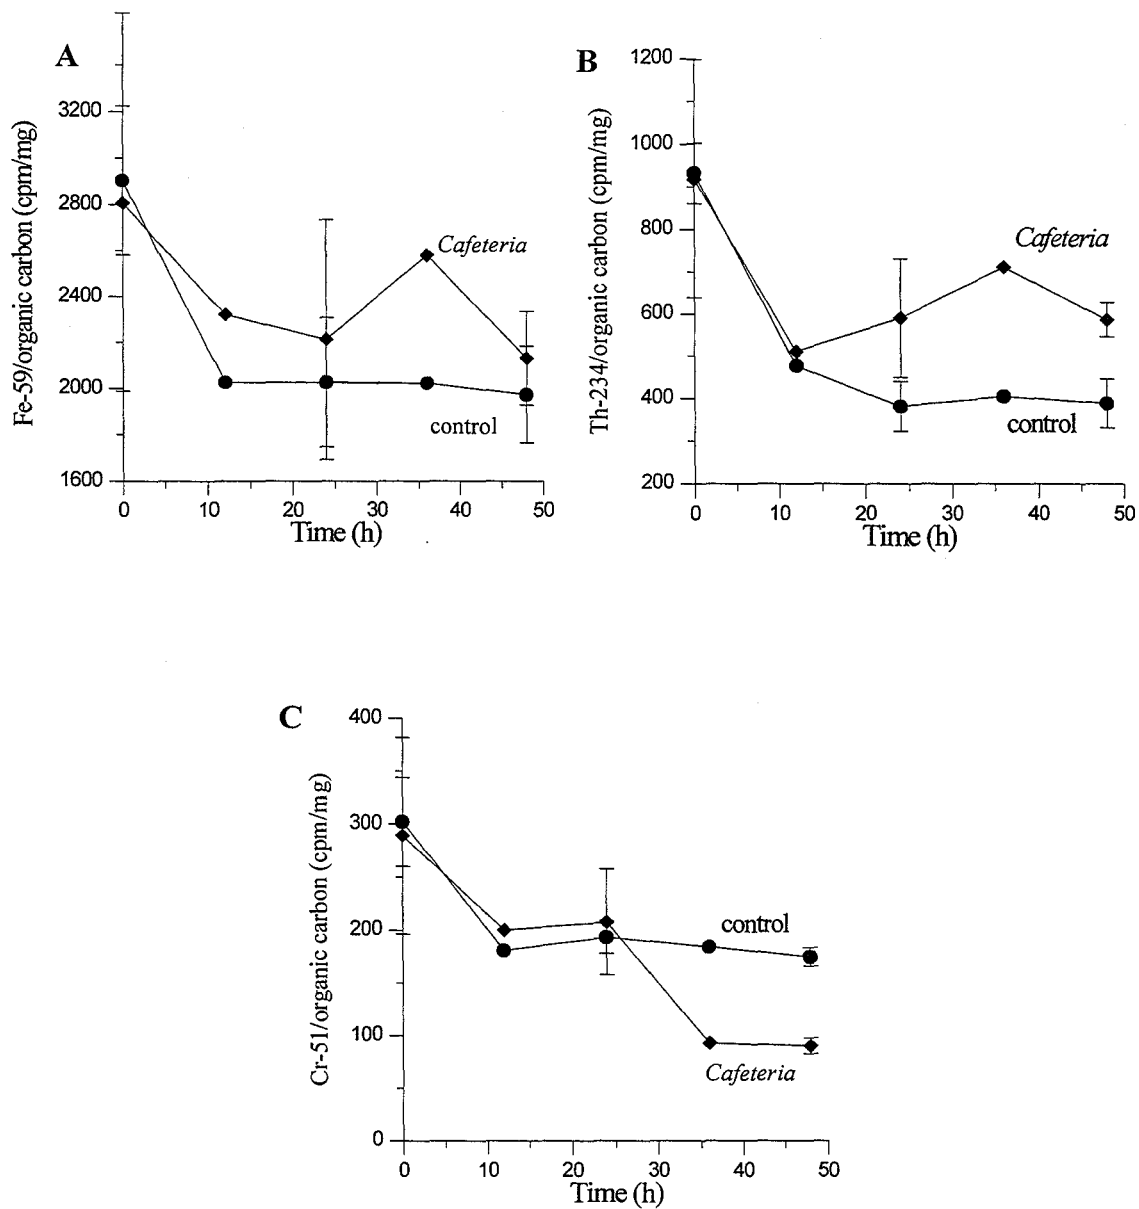 A
Fe-59/organic carbon (cpm/mg)
3200
2800
2400
2000
1600
Cafeteria
control
0 10 20 30 40 50
Time (h)
B
Th-234/organic carbon (cpm/mg)
1200
1000
800
600
400
200
Cafeteria
control
0 10 20 30 40 50
Time (h)
C
Cr-51/organic carbon (cpm/mg)
400
300
200
100
0
control
Cafeteria
0 10 20 30 40 50
Time (h)